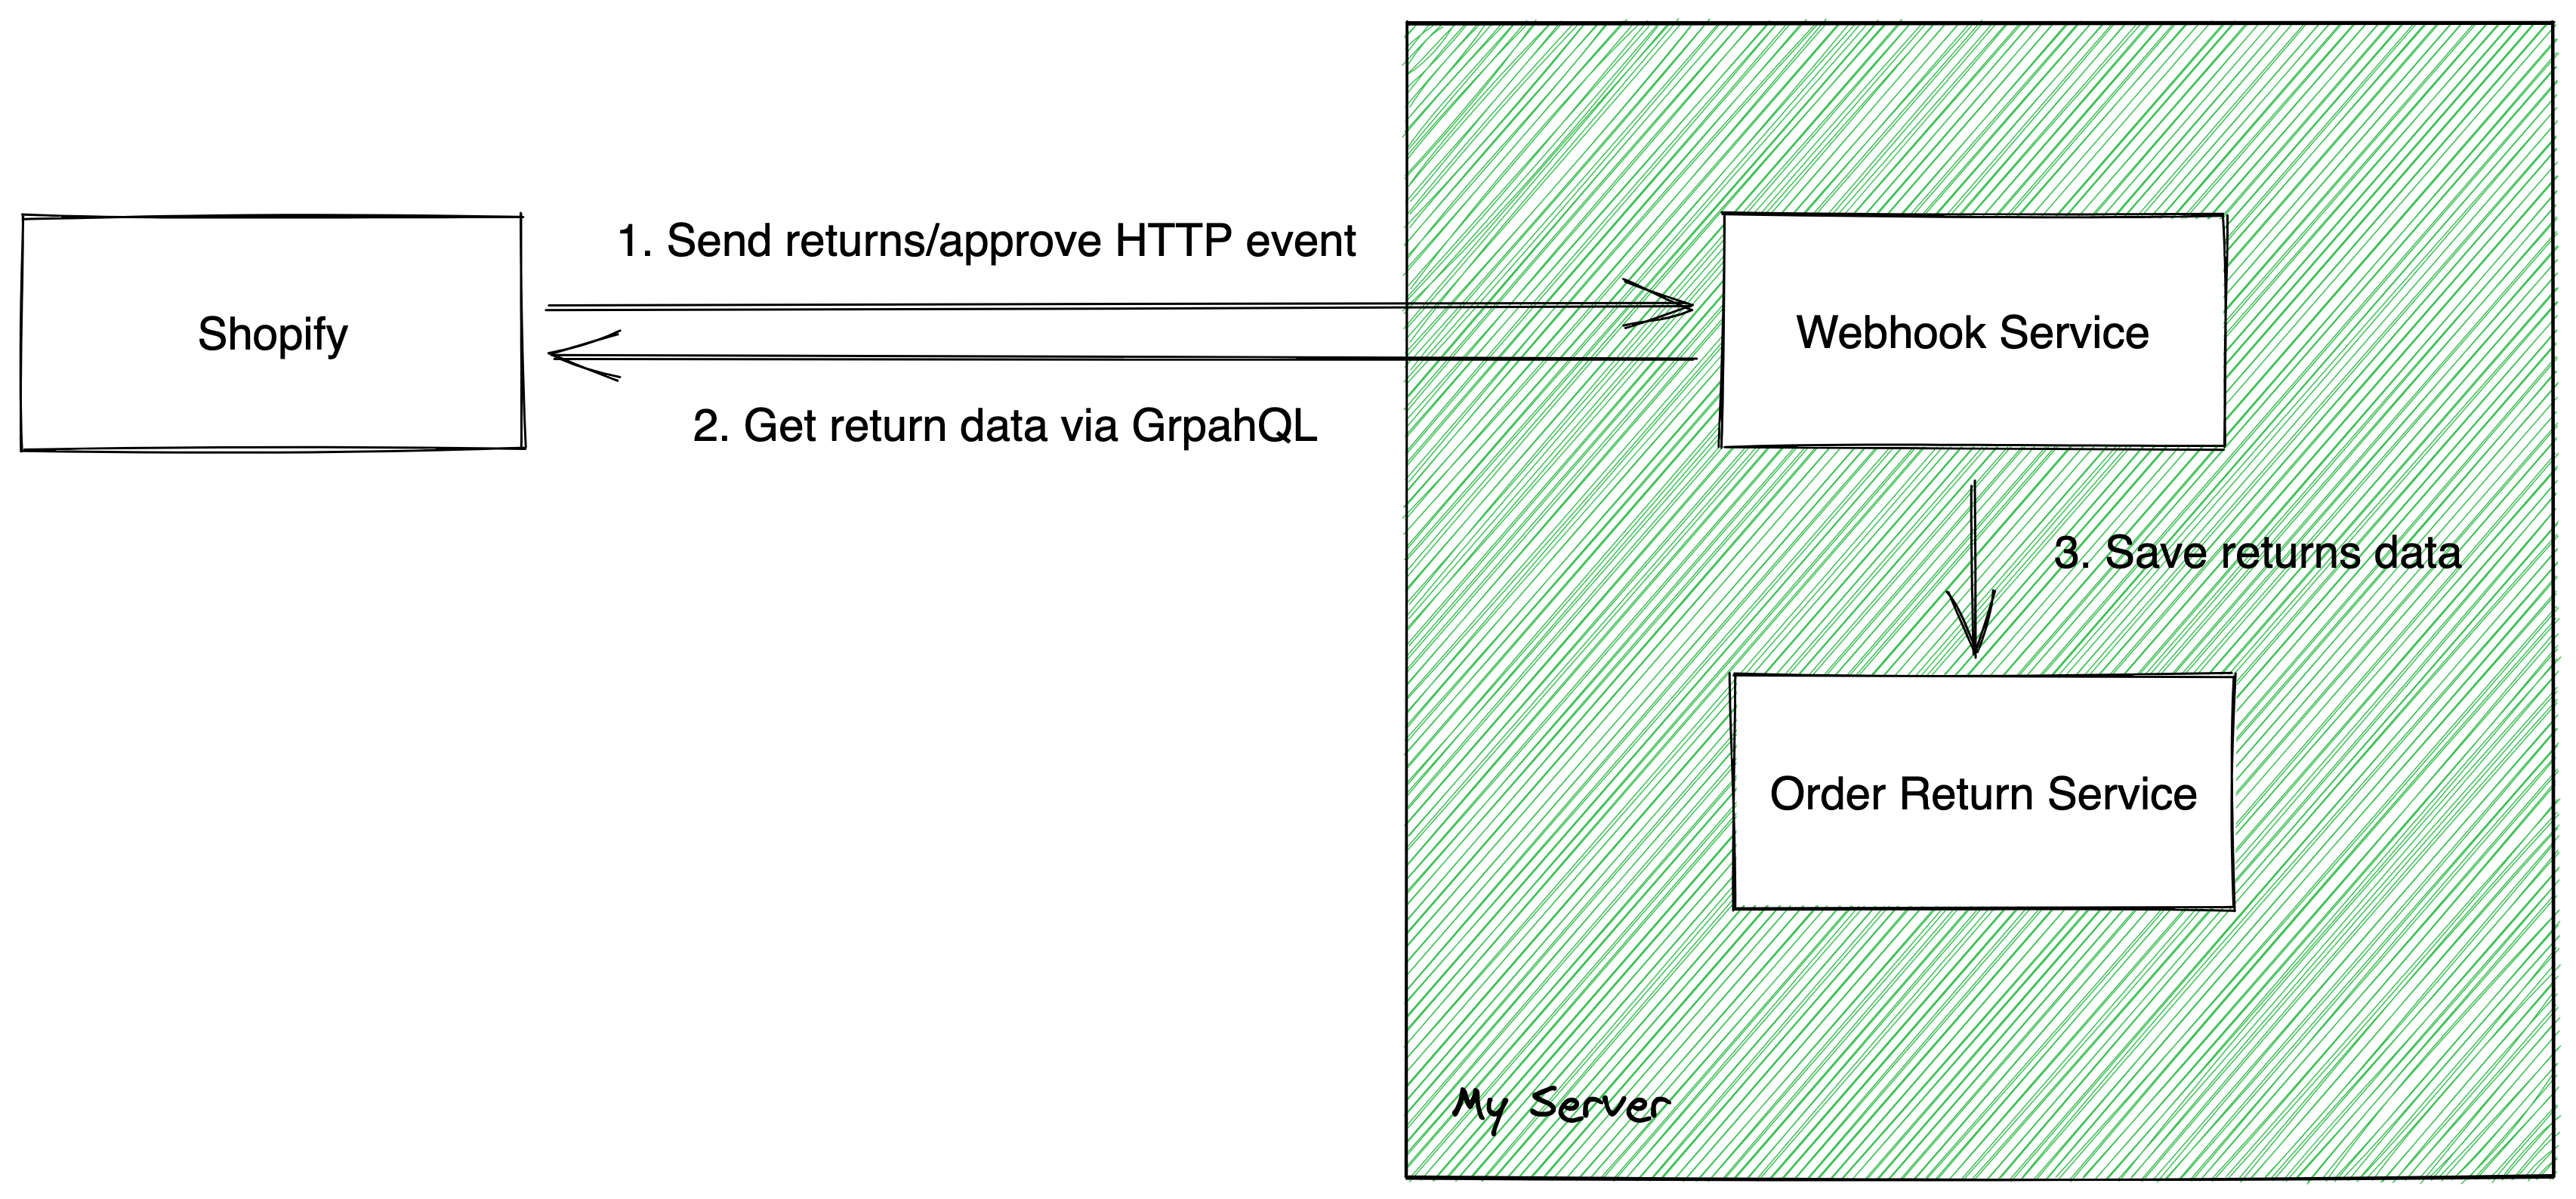 1. Send returns/approve HTTP event
Shopify
Webhook Service
2. Get return data via GrpahQL
3. Save returns data
Order Return Service
My Server